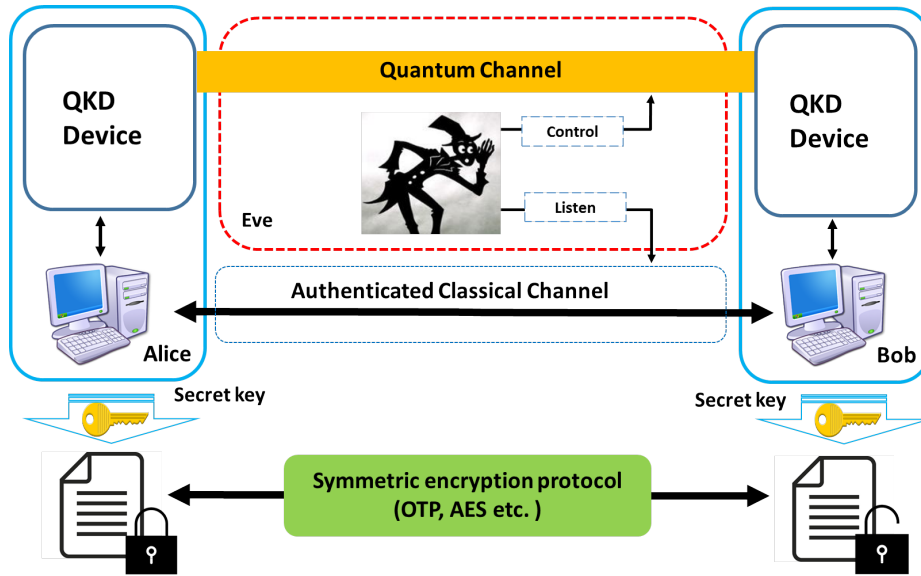 QKD
Device
Quantum Channel
QKD
Device
Control
Listen
Eve
Authenticated Classical Channel
Alice
Bob
Secret key
Secret key
Symmetric encryption protocol
(OTP, AES etc. )